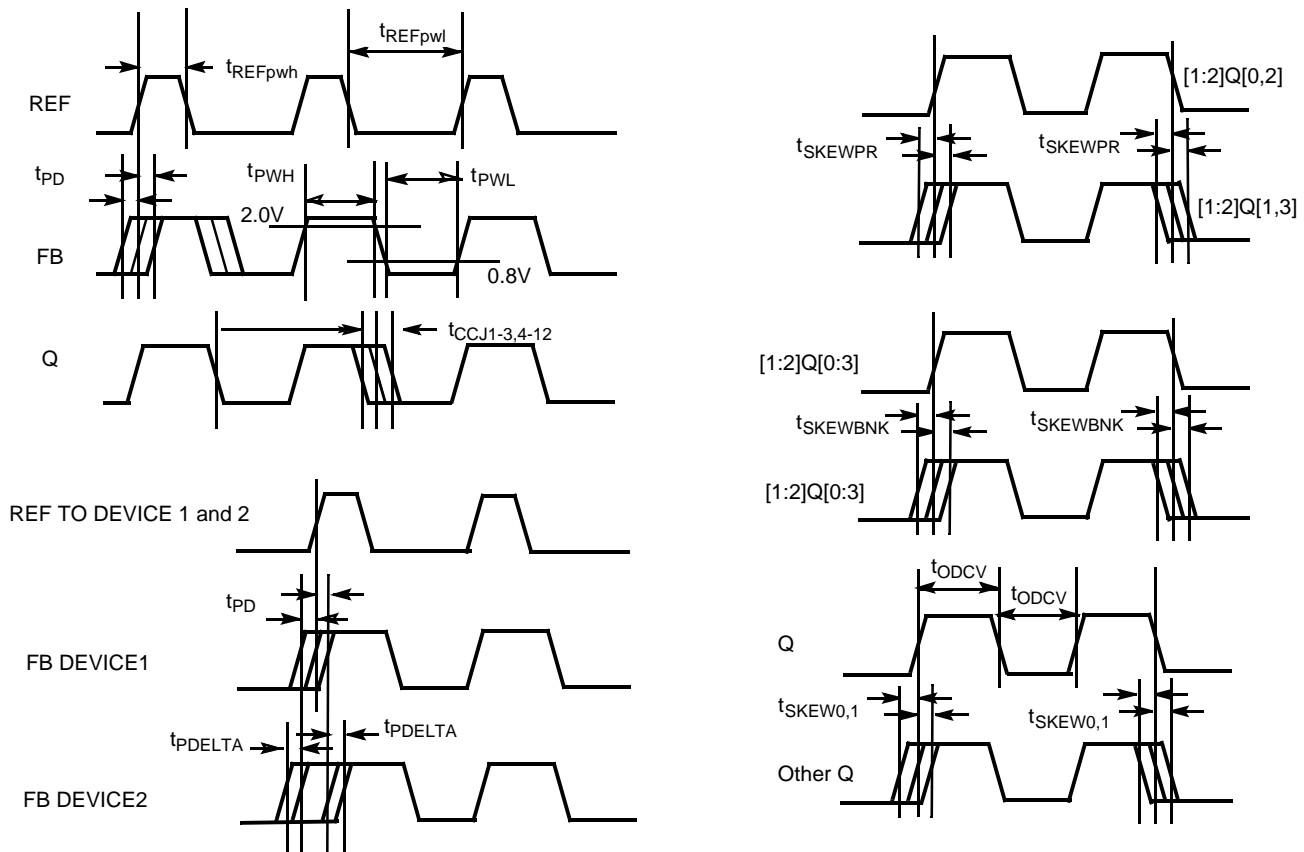 tREFpwl
tREFpwh
REF
tPD
tPWH
tPWL
2.0V
FB
0.8V
tCCJ1-3,4-12
Q
REF TO DEVICE 1 and 2
tPD
FB DEVICE1
tPDELTA
tPDELTA
FB DEVICE2
[1:2]Q[0,2]
tSKEWPR
tSKEWPR
[1:2]Q[1,3]
[1:2]Q[0:3]
tSKEWBNK
tSKEWBNK
[1:2]Q[0:3]
tODCV
tODCV
Q
tSKEW0,1
tSKEW0,1
Other Q